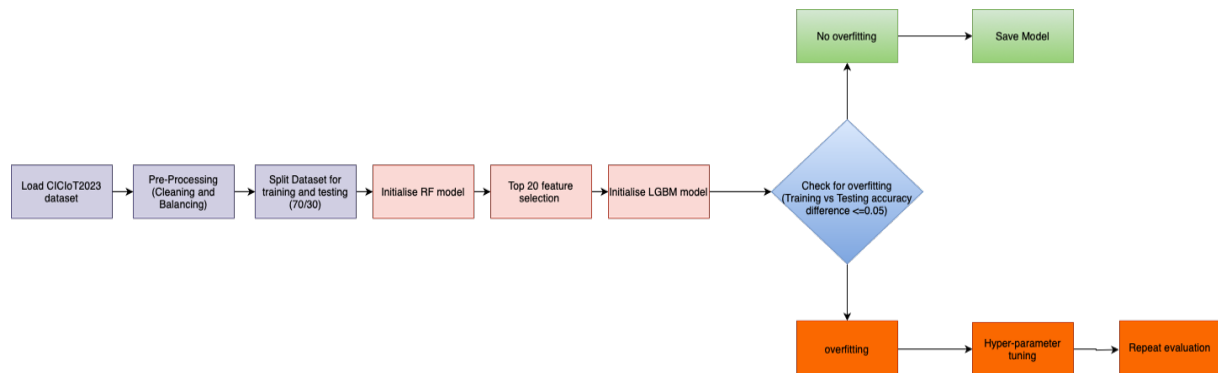 Load CICIoT2023
dataset
Pre-Processing
(Cleaning and
Balancing)
Split Dataset for
training and testing
(70/30)
Initialise RF model
Top 20 feature
selection
Initialise LGBM model
Check for overfitting
(Training vs Testing accuracy
difference <=0.05)
No overfitting
Save Model
overfitting
Hyper-parameter
tuning
Repeat evaluation